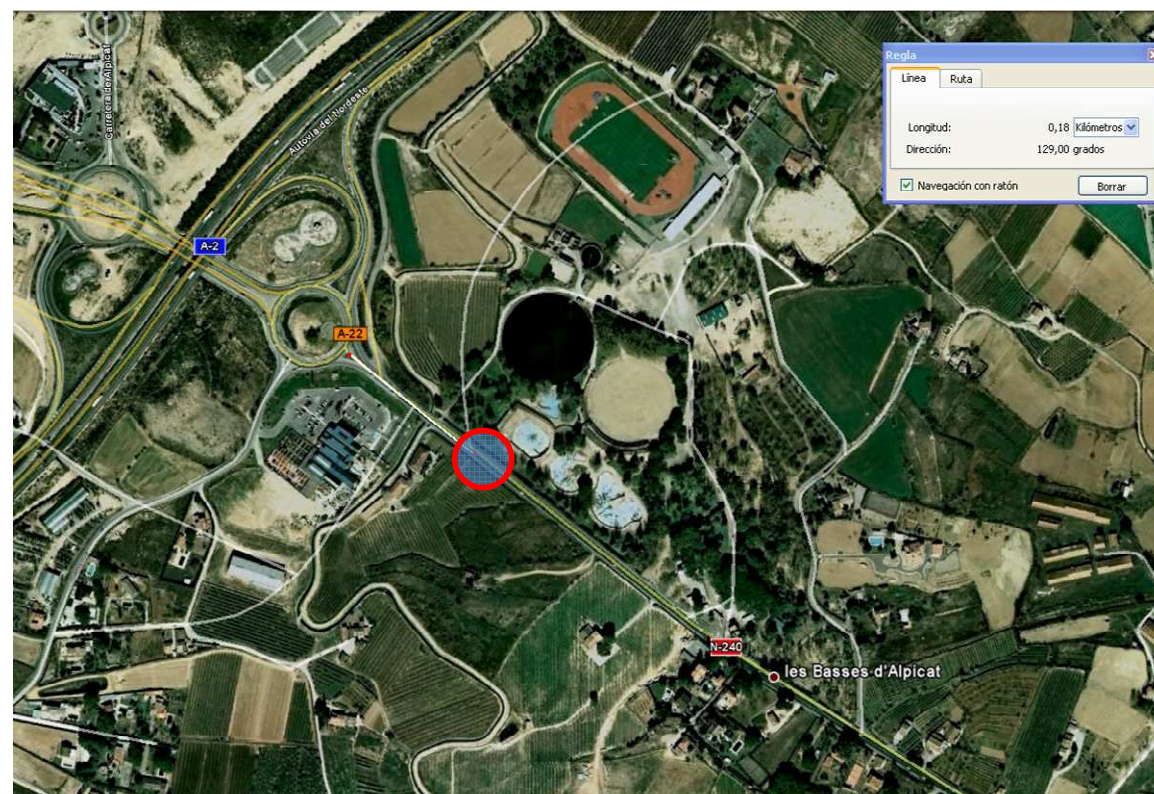 Carretera de Alpicat
Autovía del Nordeste
A-2
A-22
N-240
les Basses d'Alpicat
Regla
Línea Ruta
Longitud: 0,18 Kilómetros
Dirección: 129,00 grados
Navegación con ratón Borrar